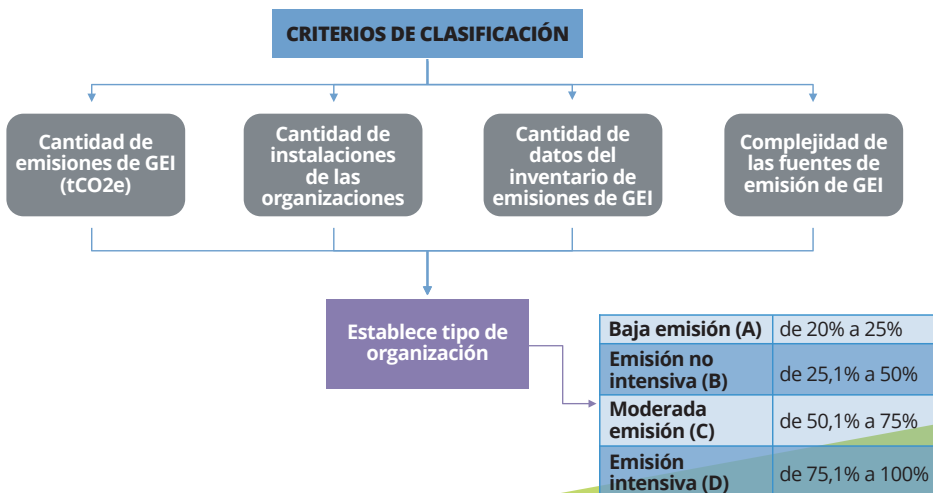 CRITERIOS DE CLASIFICACIÓN
Cantidad de
emisiones de GEI
(tCO2e)
Cantidad de
instalaciones
de las
organizaciones
Cantidad de
datos del
inventario de
emisiones de GEI
Complejidad de
las fuentes de
emisión de GEI
Establece tipo de
organización
Baja emisión (A) de 20% a 25%
Emisión no
intensiva (B) de 25,1% a 50%
Moderada
emisión (C) de 50,1% a 75%
Emisión
intensiva (D) de 75,1% a 100%